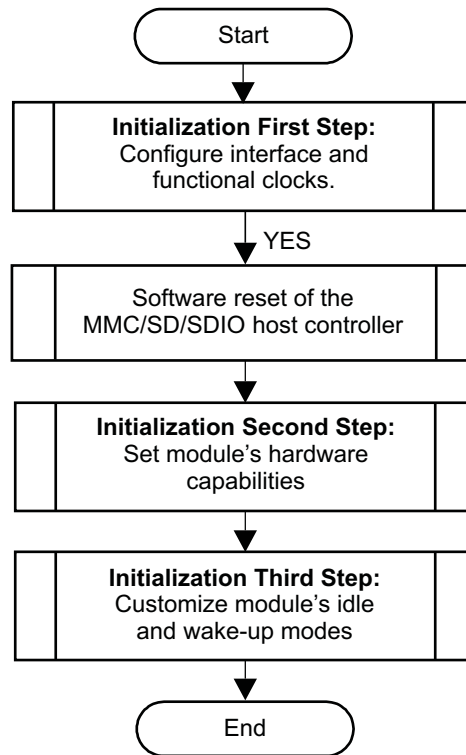 Start
Initialization First Step:
Configure interface and
functional clocks.
YES
Software reset of the
MMC/SD/SDIO host controller
Initialization Second Step:
Set module's hardware
capabilities
Initialization Third Step:
Customize module's idle
and wake-up modes
End